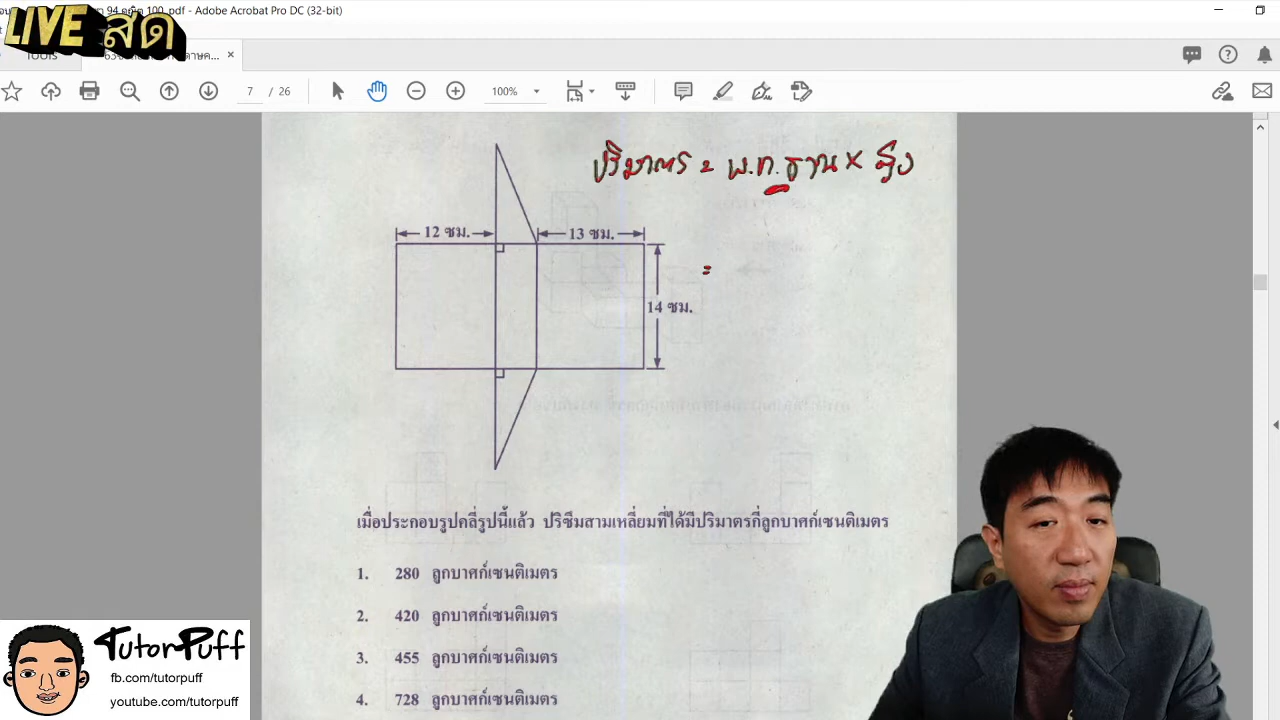 94
100
.pdf - Adobe Acrobat Pro DC (32-bit)
LIVE สด
Tools
7 / 26
100%
ปริมาตร = พ.ท.ฐาน × สูง
=
12 ซม.
13 ซม.
14 ซม.
เมื่อประกอบรูปคลี่รูปนี้แล้ว ปริซึมสามเหลี่ยมที่ได้มีปริมาตรกี่ลูกบาศก์เซนติเมตร
1. 280 ลูกบาศก์เซนติเมตร
2. 420 ลูกบาศก์เซนติเมตร
3. 455 ลูกบาศก์เซนติเมตร
4. 728 ลูกบาศก์เซนติเมตร
TutorPuff
fb.com/tutorpuff
youtube.com/tutorpuff